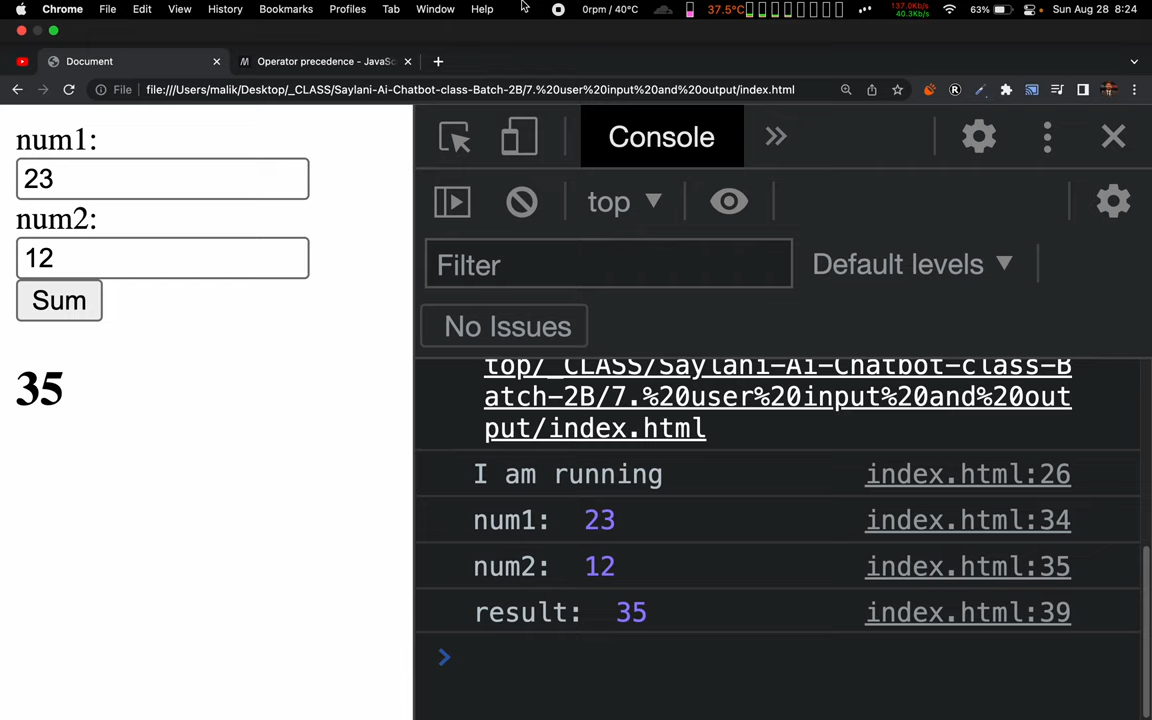 Chrome File Edit View History Bookmarks Profiles Tab Window Help 0rpm / 40°C 37.5°C 137.0Kb/s 40.3Kb/s 63% Sun Aug 28 8:24
Document Operator precedence - JavaSc
File file:///Users/malik/Desktop/_CLASS/Saylani-Ai-Chatbot-class-Batch-2B/7.%20user%20input%20and%20output/index.html
num1:
23
num2:
12
Sum
35
Console
top
Filter Default levels
No Issues
top/_CLASS/Saylani-Ai-Chatbot-class-B
atch-2B/7.%20user%20input%20and%20out
put/index.html
I am running index.html:26
num1: 23 index.html:34
num2: 12 index.html:35
result: 35 index.html:39